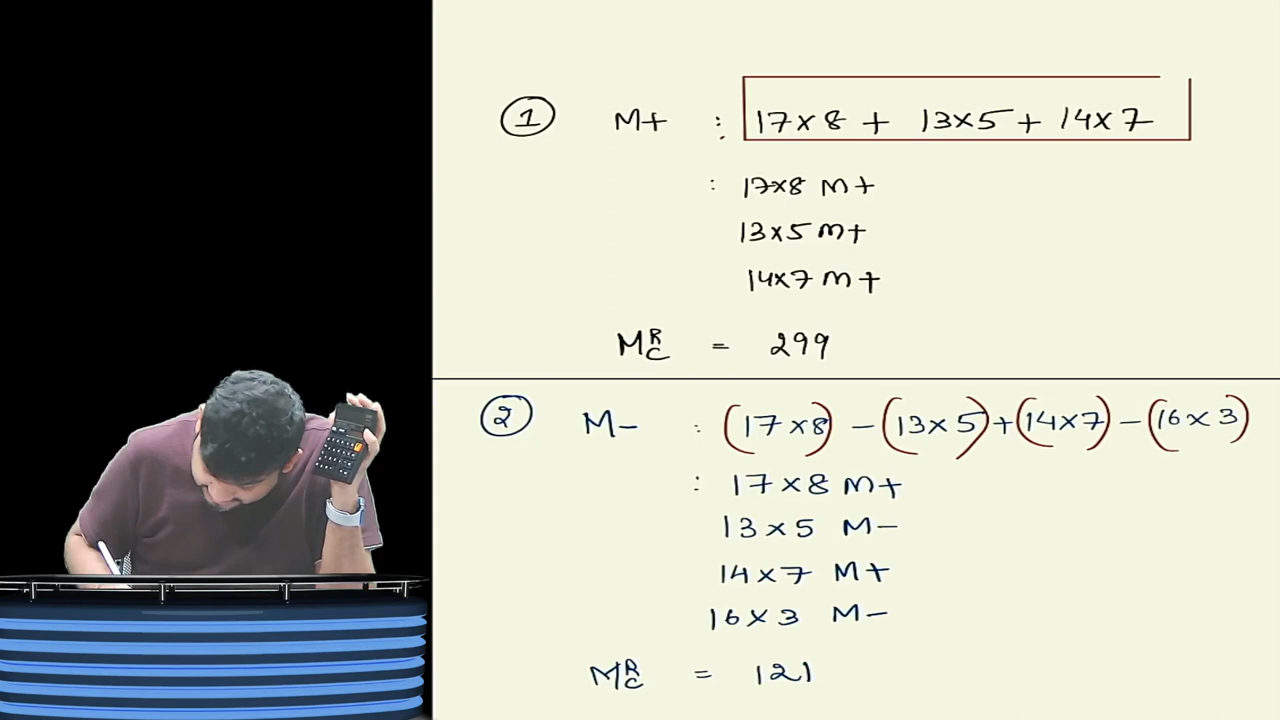 ① M+ : 17×8 + 13×5 + 14×7
: 17×8 M+
13×5 M+
14×7 M+
MRC = 299
② M- : (17×8) - (13×5) + (14×7) - (16×3)
: 17×8 M+
13×5 M-
14×7 M+
16×3 M-
MRC = 121